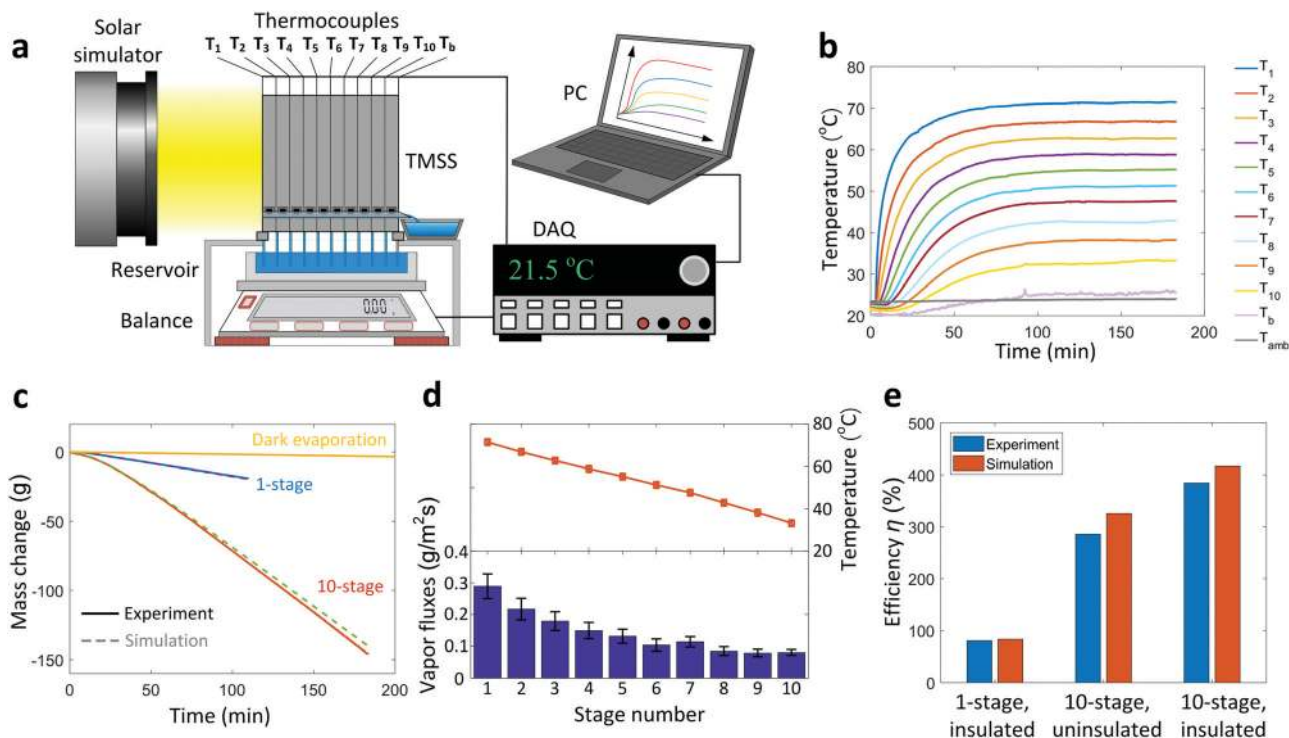 a
Solar
simulator
Thermocouples
T1 T2 T3 T4 T5 T6 T7 T8 T9 T10 Tb
TMSS
Reservoir
Balance
0.00
PC
DAQ
21.5 °C
b
80
70
60
50
40
30
20
Temperature (°C)
0 50 100 150 200
Time (min)
T1
T2
T3
T4
T5
T6
T7
T8
T9
T10
Tb
Tamb
c
0
-50
-100
-150
Mass change (g)
Dark evaporation
1-stage
10-stage
Experiment
Simulation
0 50 100 150 200
Time (min)
d
80
60
40
20
Temperature (°C)
0.4
0.3
0.2
0.1
0
Vapor fluxes (g/m²s)
1 2 3 4 5 6 7 8 9 10
Stage number
e
500
400
300
200
100
0
Efficiency η (%)
Experiment
Simulation
1-stage, 10-stage, 10-stage,
insulated uninsulated insulated